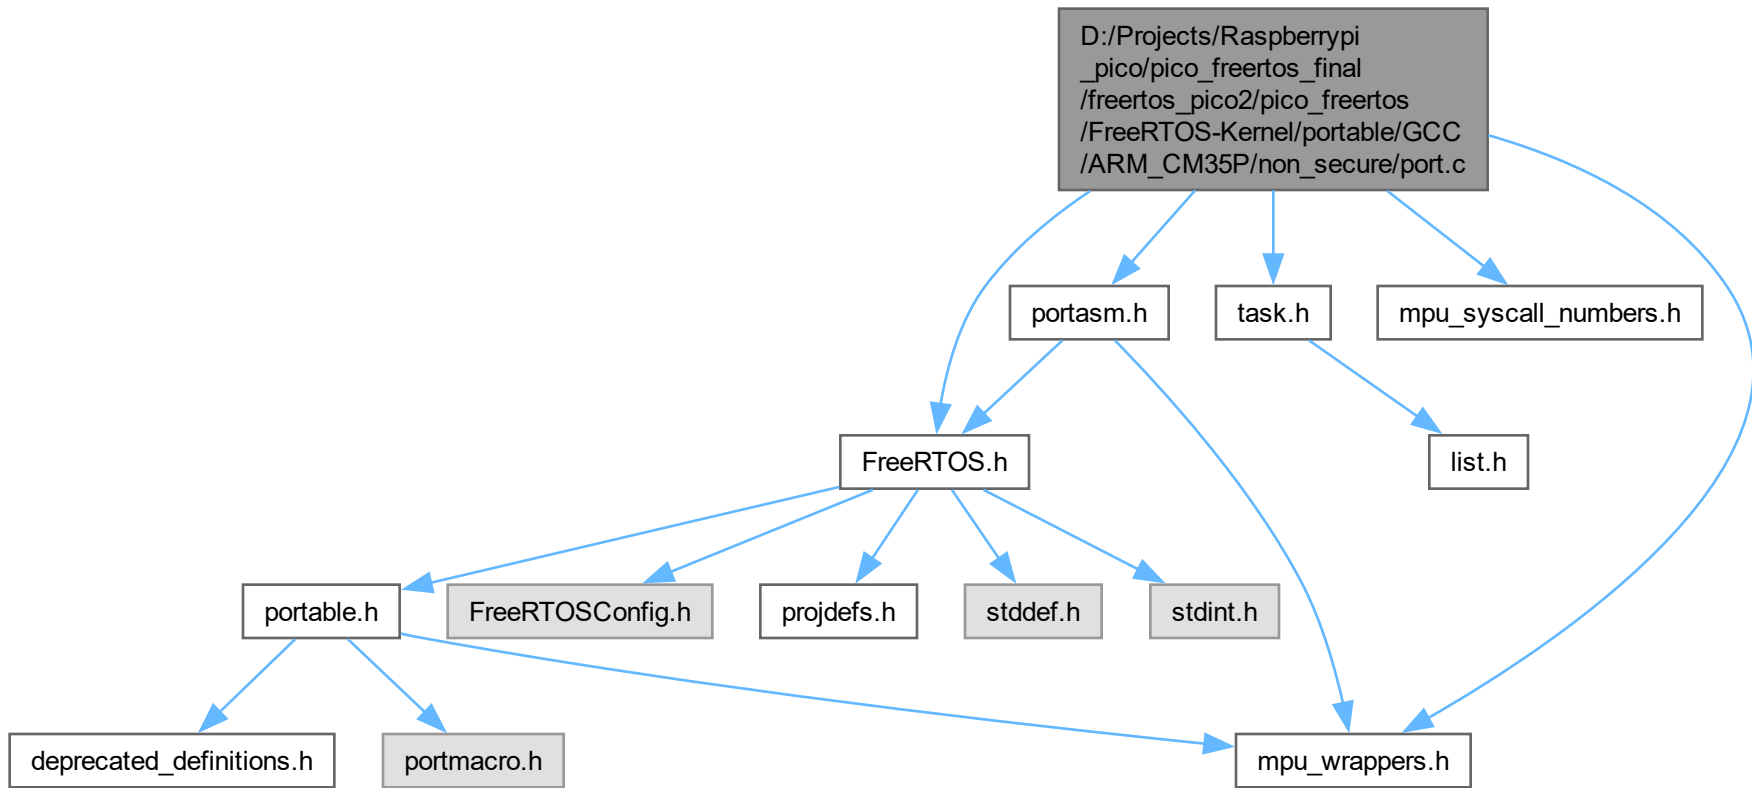 D:/Projects/Raspberrypi
_pico/pico_freertos_final
/freertos_pico2/pico_freertos
/FreeRTOS-Kernel/portable/GCC
/ARM_CM35P/non_secure/port.c
portasm.h
task.h
mpu_syscall_numbers.h
FreeRTOS.h
list.h
portable.h
FreeRTOSConfig.h
projdefs.h
stddef.h
stdint.h
deprecated_definitions.h
portmacro.h
mpu_wrappers.h